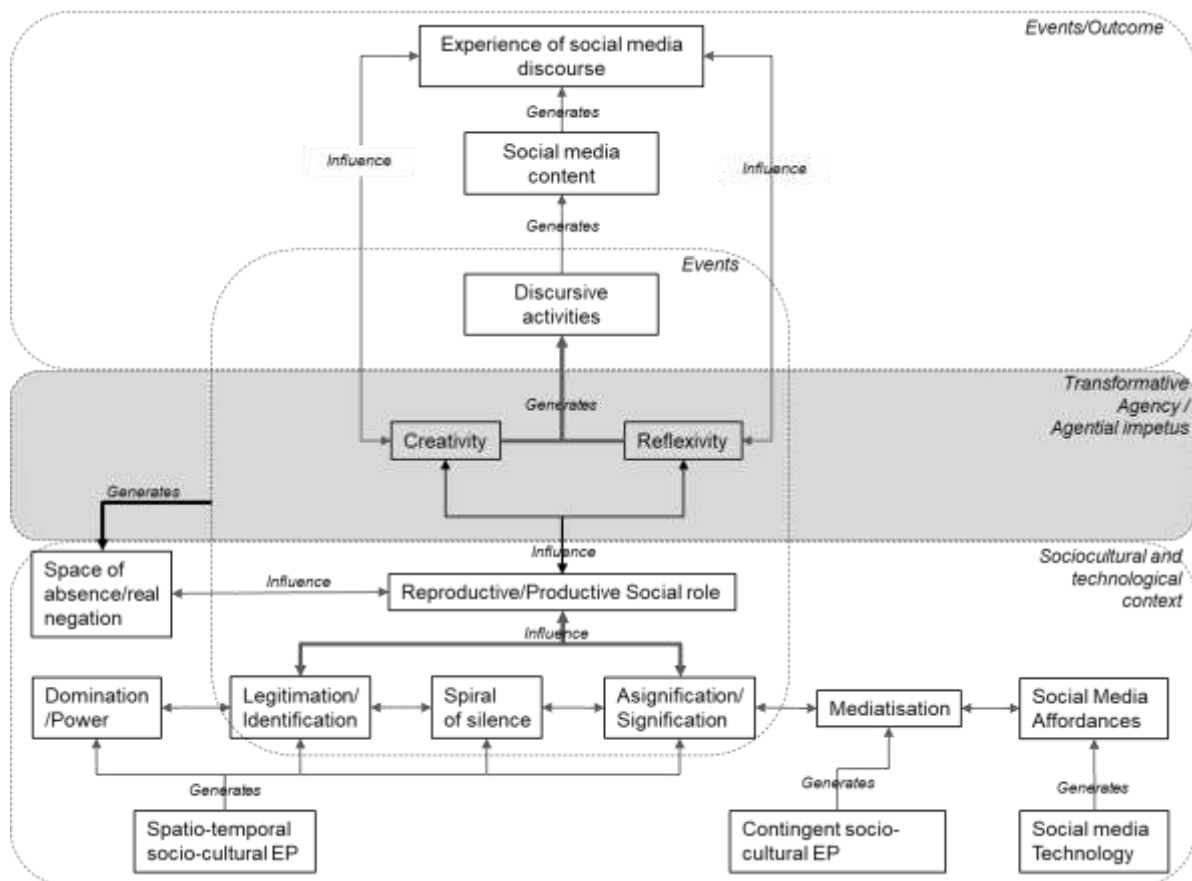 Events/Outcome
Experience of social media
discourse
Generates
Influence
Influence
Social media
content
Generates
Events
Discursive
activities
Transformative
Agency /
Agential impetus
Generates
Creativity
Reflexivity
Generates
Influence
Sociocultural and
technological
context
Space of
absence/real
negation
Influence
Reproductive/Productive Social role
Influence
Domination
/Power
Legitimation/
Identification
Spiral
of silence
Asignification/
Signification
Mediatisation
Social Media
Affordances
Generates
Generates
Generates
Spatio-temporal
socio-cultural EP
Contingent socio-
cultural EP
Social media
Technology